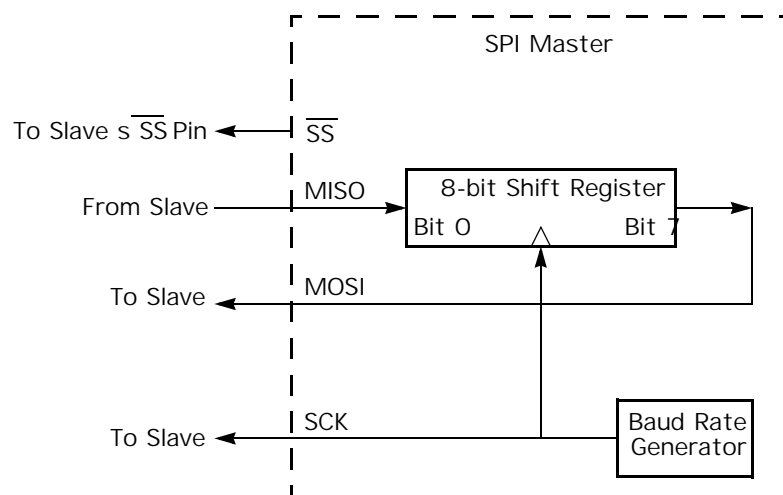 SPI Master
To Slave s SS Pin
SS
From Slave
MISO
8-bit Shift Register
Bit 0
Bit 7
To Slave
MOSI
To Slave
SCK
Baud Rate
Generator